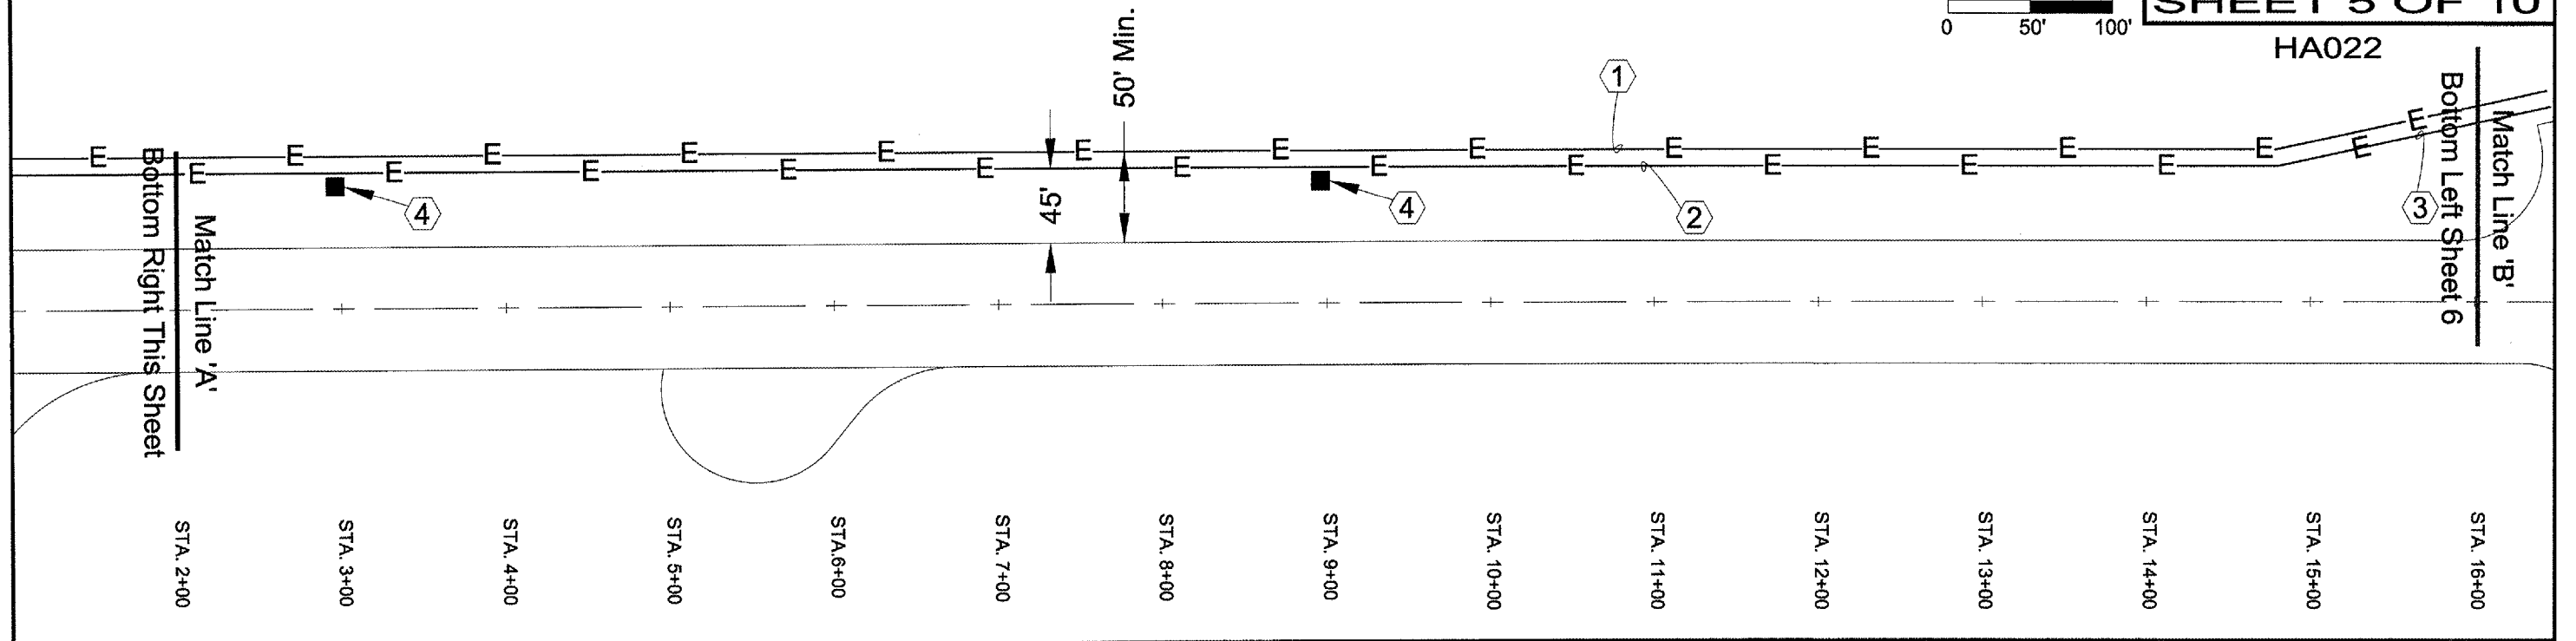 SHEET 5 OF 10
0 50' 100'
HA022
50' Min.
45'
1
2
3
4
4
E E E E E E E E E E E E E
E E E E E E E E E E E E
Match Line 'A'
Bottom Right This Sheet
Match Line 'B'
Bottom Left Sheet 6
STA. 2+00
STA. 3+00
STA. 4+00
STA. 5+00
STA.6+00
STA. 7+00
STA. 8+00
STA. 9+00
STA. 10+00
STA. 11+00
STA. 12+00
STA. 13+00
STA. 14+00
STA. 15+00
STA. 16+00